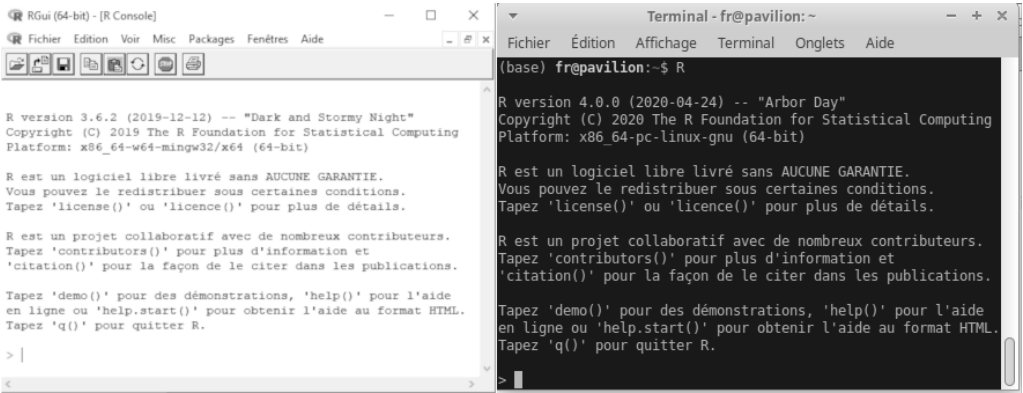 RGui (64-bit) - [R Console]
Fichier Edition Voir Misc Packages Fenêtres Aide
R version 3.6.2 (2019-12-12) -- "Dark and Stormy Night"
Copyright (C) 2019 The R Foundation for Statistical Computing
Platform: x86_64-w64-mingw32/x64 (64-bit)
R est un logiciel libre livré sans AUCUNE GARANTIE.
Vous pouvez le redistribuer sous certaines conditions.
Tapez 'license()' ou 'licence()' pour plus de détails.
R est un projet collaboratif avec de nombreux contributeurs.
Tapez 'contributors()' pour plus d'information et
'citation()' pour la façon de le citer dans les publications.
Tapez 'demo()' pour des démonstrations, 'help()' pour l'aide
en ligne ou 'help.start()' pour obtenir l'aide au format HTML.
Tapez 'q()' pour quitter R.
>
Terminal - fr@pavilion: ~
Fichier Édition Affichage Terminal Onglets Aide
(base) fr@pavilion:~$ R
R version 4.0.0 (2020-04-24) -- "Arbor Day"
Copyright (C) 2020 The R Foundation for Statistical Computing
Platform: x86_64-pc-linux-gnu (64-bit)
R est un logiciel libre livré sans AUCUNE GARANTIE.
Vous pouvez le redistribuer sous certaines conditions.
Tapez 'license()' ou 'licence()' pour plus de détails.
R est un projet collaboratif avec de nombreux contributeurs.
Tapez 'contributors()' pour plus d'information et
'citation()' pour la façon de le citer dans les publications.
Tapez 'demo()' pour des démonstrations, 'help()' pour l'aide
en ligne ou 'help.start()' pour obtenir l'aide au format HTML.
Tapez 'q()' pour quitter R.
>